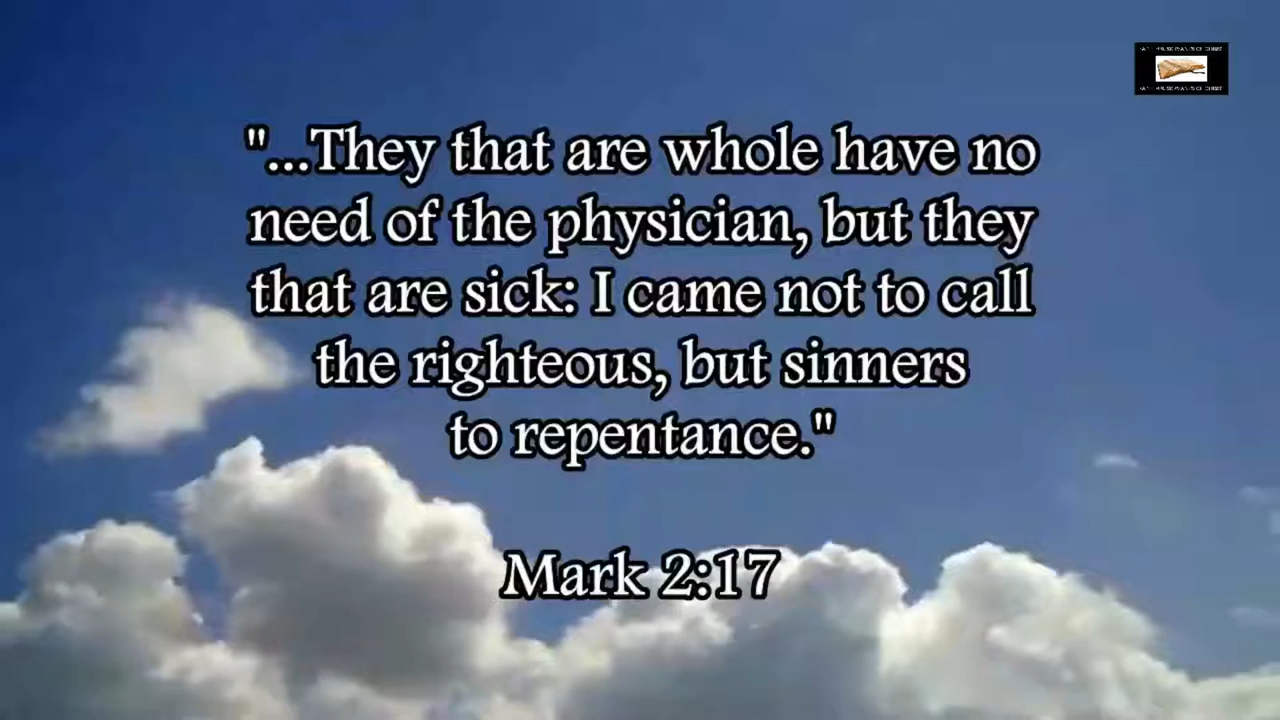 "...They that are whole have no
need of the physician, but they
that are sick: I came not to call
the righteous, but sinners
to repentance."
Mark 2:17